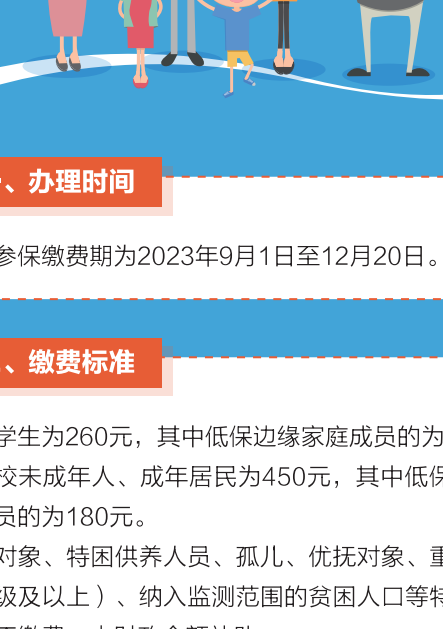 、办理时间
参保缴费期为2023年9月1日至12月20日。
、缴费标准
学生为260元，其中低保边缘家庭成员的为
校未成年人、成年居民为450元，其中低保
员的为180元。
对象、特困供养人员、孤儿、优抚对象、重
级及以上）、纳入监测范围的贫困人口等特